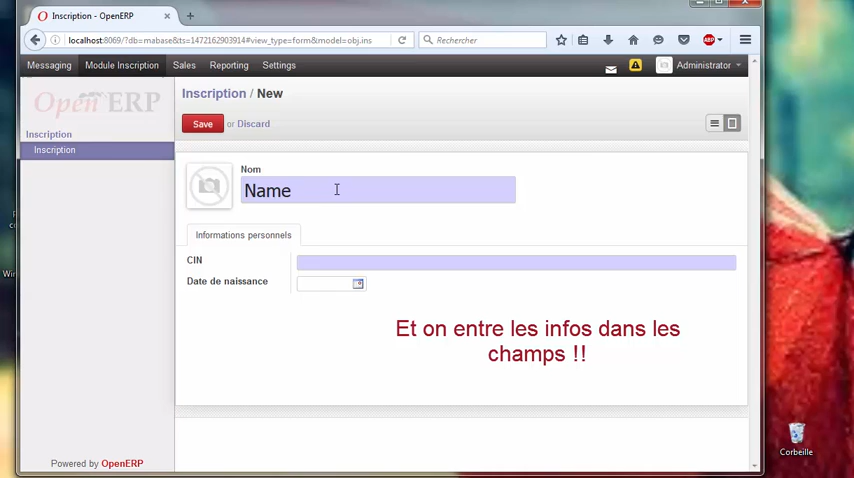 Inscription - OpenERP
localhost:8069/?db=mabase&ts=1472162903914#view_type=form&model=obj.ins
Rechercher
ABP
Messaging
Module Inscription
Sales
Reporting
Settings
Administrator
OpenERP
Inscription / New
Save or Discard
Inscription
Inscription
Nom
Name
Informations personnels
CIN
Date de naissance
Et on entre les infos dans les
champs !!
Corbeille
Powered by OpenERP